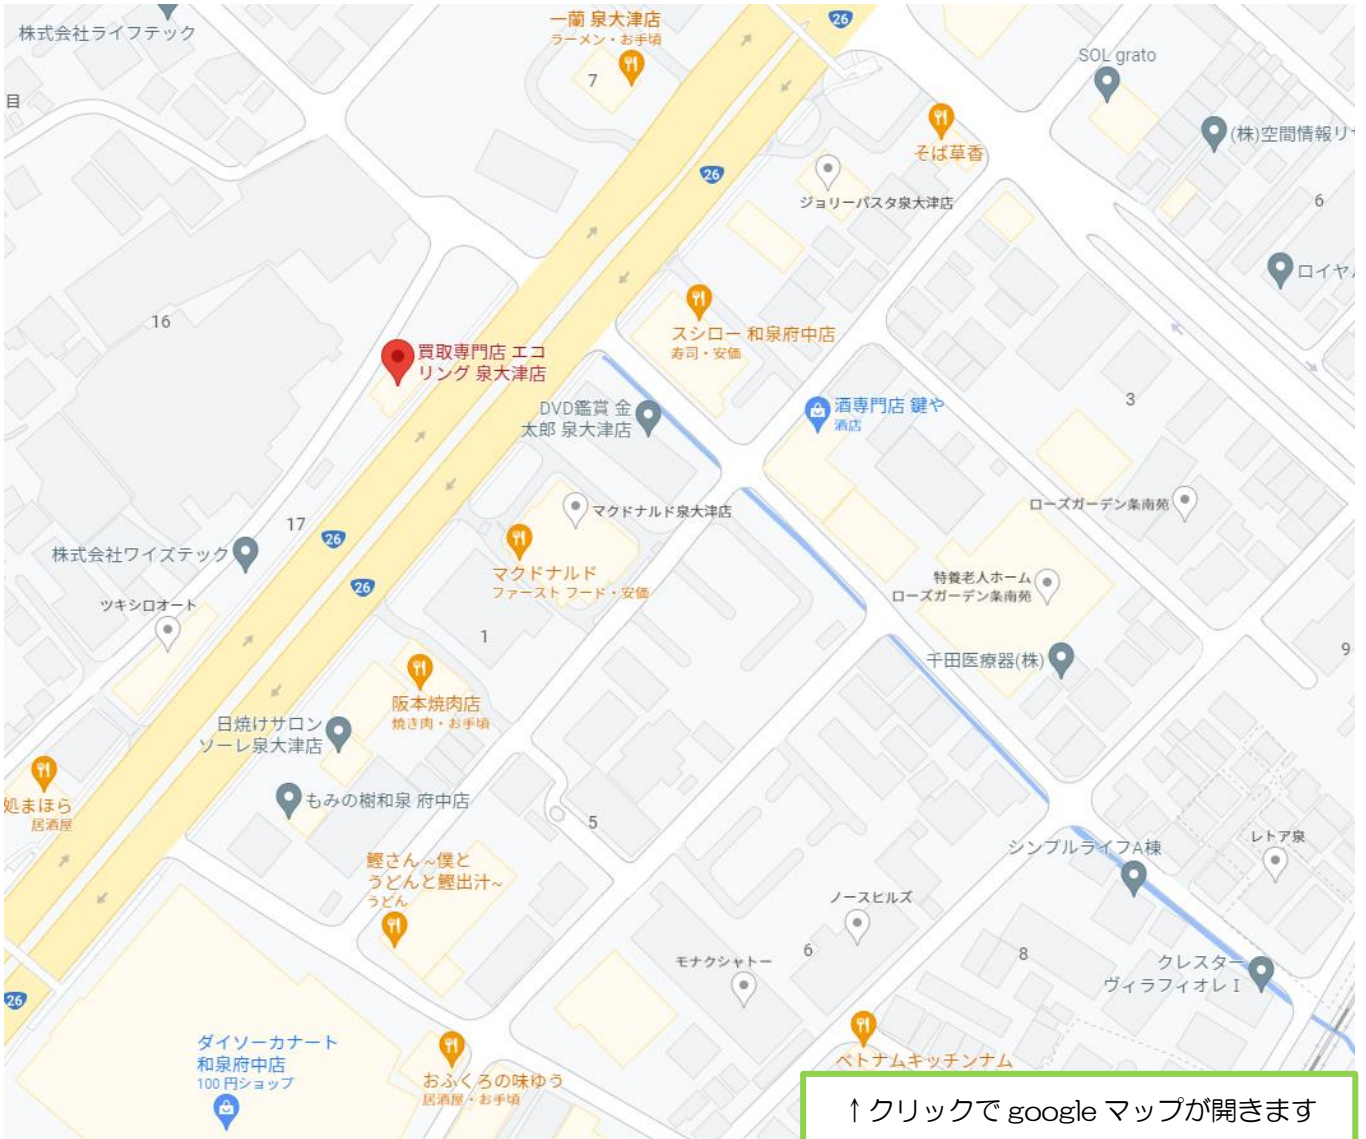 一蘭 泉大津店
ラーメン・お手頃
26
株式会社ライフテック
7
SOL grato
目
そば草香
(株)空間情報リサ
26
ジョリーパスタ泉大津店
6
ロイヤル
スシロー 和泉府中店
寿司・安価
16
買取専門店 エコ
リング 泉大津店
DVD鑑賞 金
太郎 泉大津店
酒専門店 鍵や
酒店
3
マクドナルド泉大津店
ローズガーデン条南苑
17
26
株式会社ワイズテック
マクドナルド
ファースト フード・安価
26
特養老人ホーム
ローズガーデン条南苑
ツキシロオート
1
9
千田医療器(株)
阪本焼肉店
焼き肉・お手頃
日焼けサロン
ソーレ泉大津店
処まほら
居酒屋
もみの樹和泉 府中店
5
シンプルライフA棟
レトア泉
鰹さん ~僕と
うどんと鰹出汁~
うどん
ノースヒルズ
モナクシャトー
6
8
クレスター
ヴィラフィオレ I
26
ダイソーカナート
和泉府中店
100 円ショップ
おふくろの味ゆう
居酒屋・お手頃
ベトナムキッチンナム
↑クリックで google マップが開きます